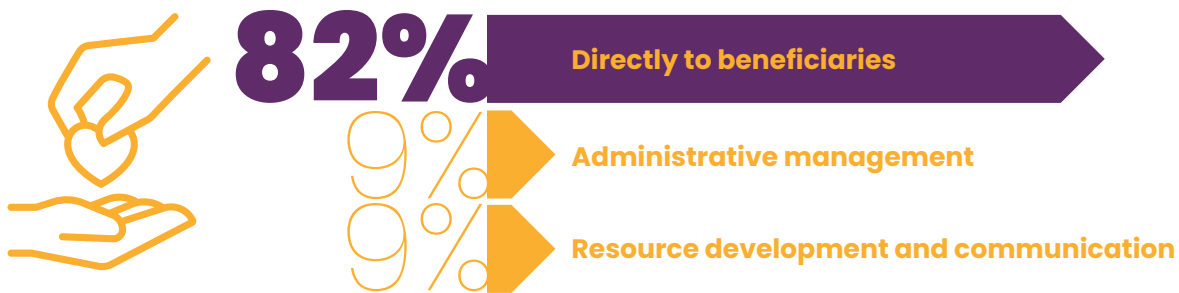 82% Directly to beneficiaries
9% Administrative management
9% Resource development and communication